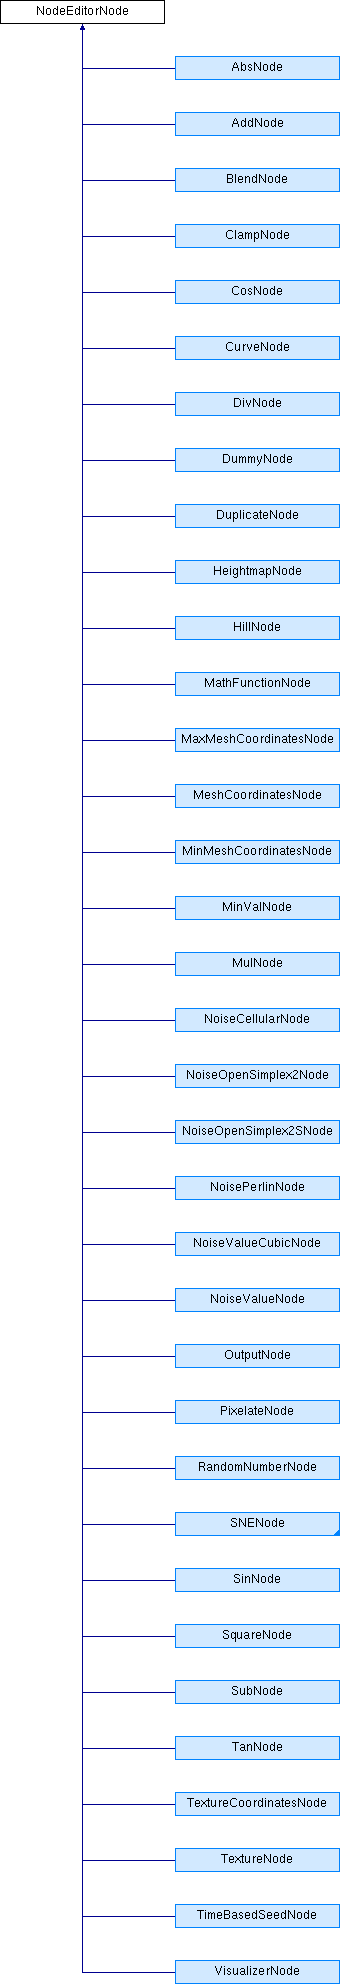 NodeEditorNode
AbsNode
AddNode
BlendNode
ClampNode
CosNode
CurveNode
DivNode
DummyNode
DuplicateNode
HeightmapNode
HillNode
MathFunctionNode
MaxMeshCoordinatesNode
MeshCoordinatesNode
MinMeshCoordinatesNode
MinValNode
MulNode
NoiseCellularNode
NoiseOpenSimplex2Node
NoiseOpenSimplex2SNode
NoisePerlinNode
NoiseValueCubicNode
NoiseValueNode
OutputNode
PixelateNode
RandomNumberNode
SNENode
SinNode
SquareNode
SubNode
TanNode
TextureCoordinatesNode
TextureNode
TimeBasedSeedNode
VisualizerNode